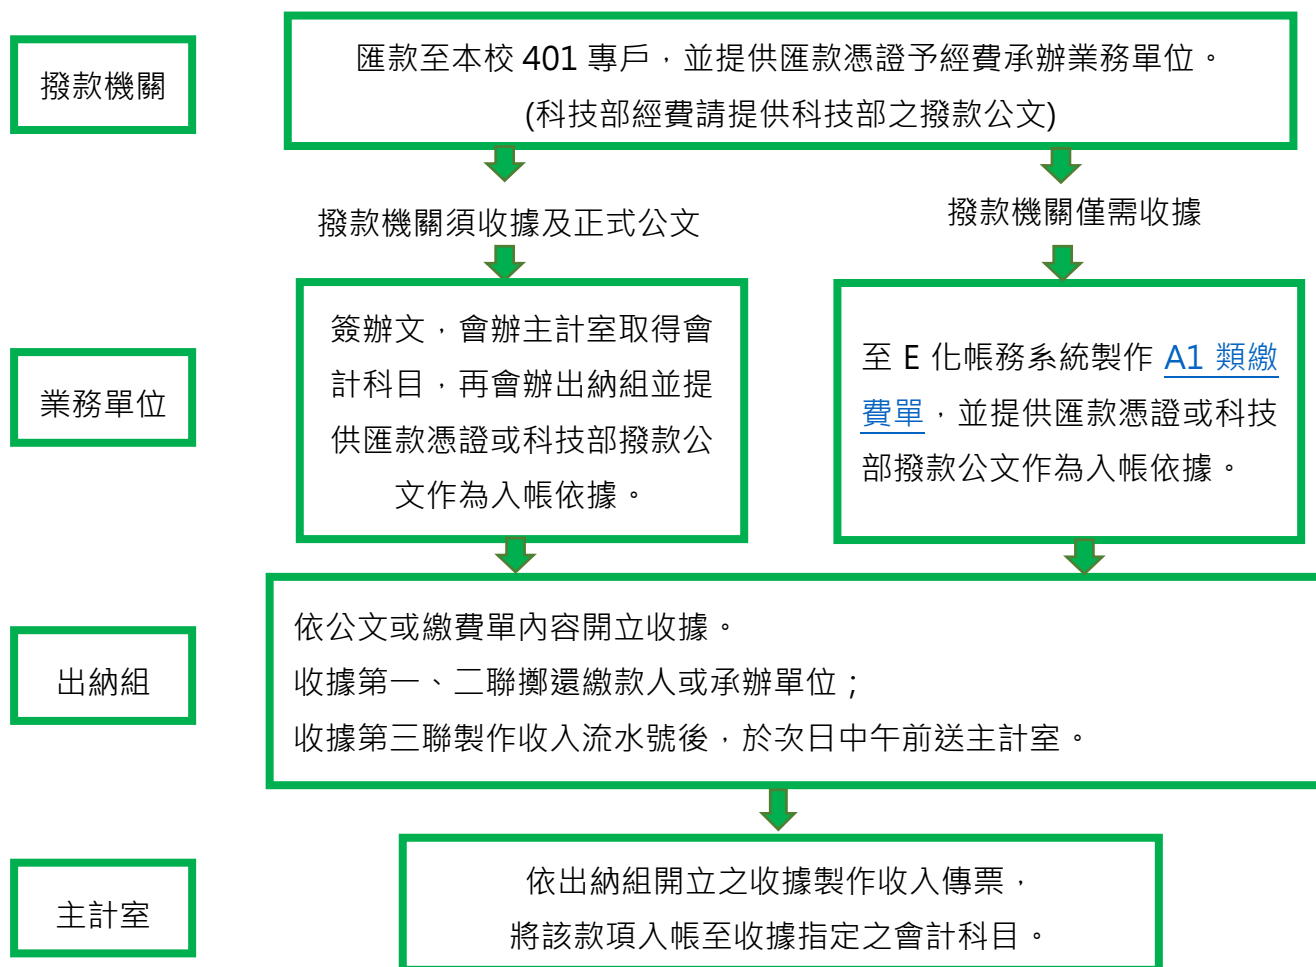 撥款機關
匯款至本校 401 專戶，並提供匯款憑證予經費承辦業務單位。
(科技部經費請提供科技部之撥款公文)
撥款機關須收據及正式公文
撥款機關僅需收據
業務單位
簽辦文，會辦主計室取得會
計科目，再會辦出納組並提
供匯款憑證或科技部撥款公
文作為入帳依據。
至 E 化帳務系統製作 A1 類繳
費單，並提供匯款憑證或科技
部撥款公文作為入帳依據。
出納組
依公文或繳費單內容開立收據。
收據第一、二聯擲還繳款人或承辦單位；
收據第三聯製作收入流水號後，於次日中午前送主計室。
主計室
依出納組開立之收據製作收入傳票，
將該款項入帳至收據指定之會計科目。